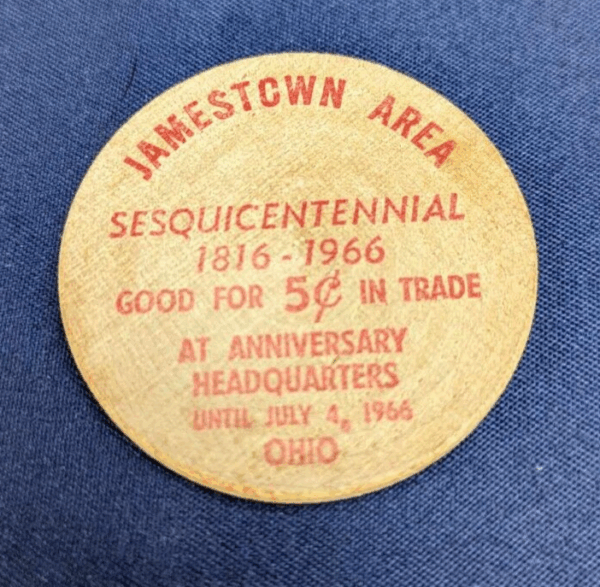 JAMESTOWN AREA
SESQUICENTENNIAL
1816 - 1966
GOOD FOR 5¢ IN TRADE
AT ANNIVERSARY
HEADQUARTERS
UNTIL JULY 4, 1966
OHIO